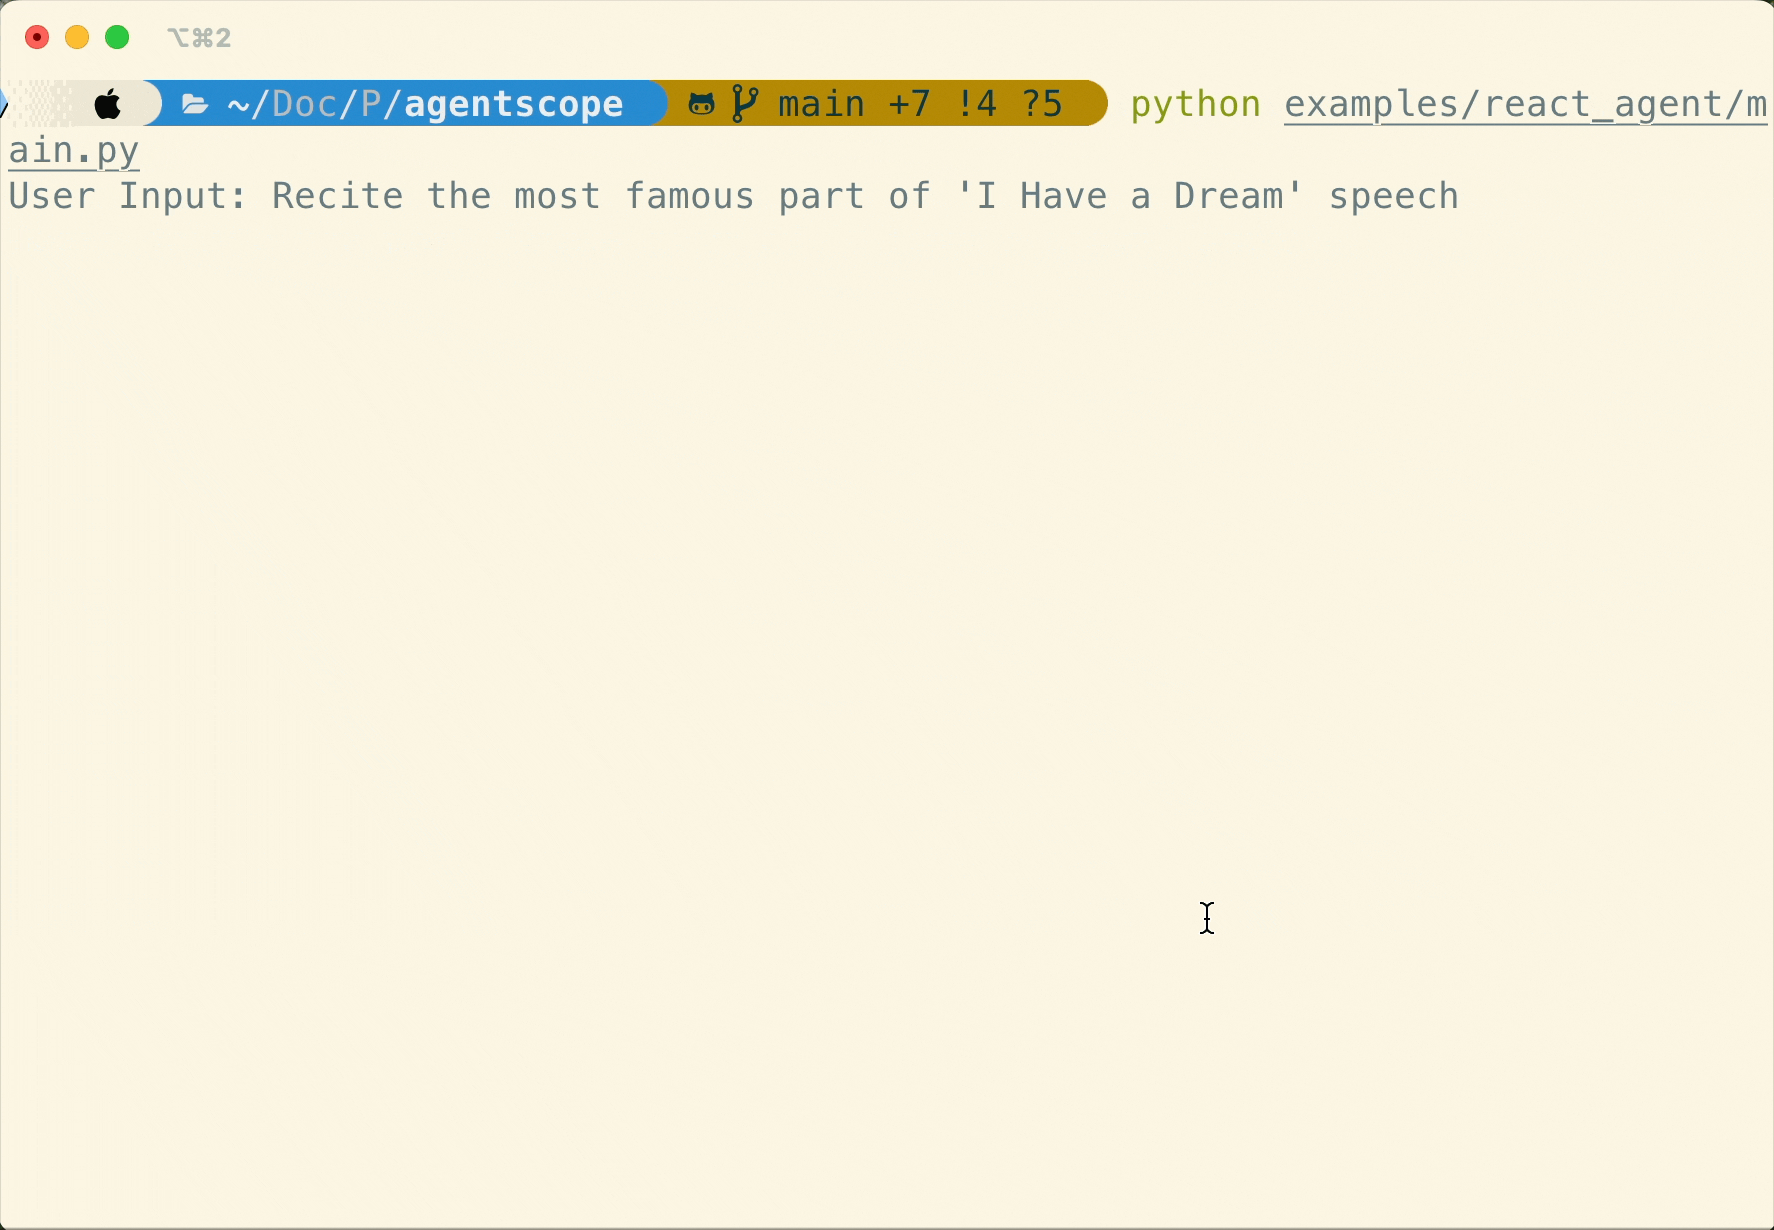 ⌥⌘2
~/Doc/P/agentscope main +7 !4 ?5 python examples/react_agent/m
ain.py
User Input: Recite the most famous part of 'I Have a Dream' speech